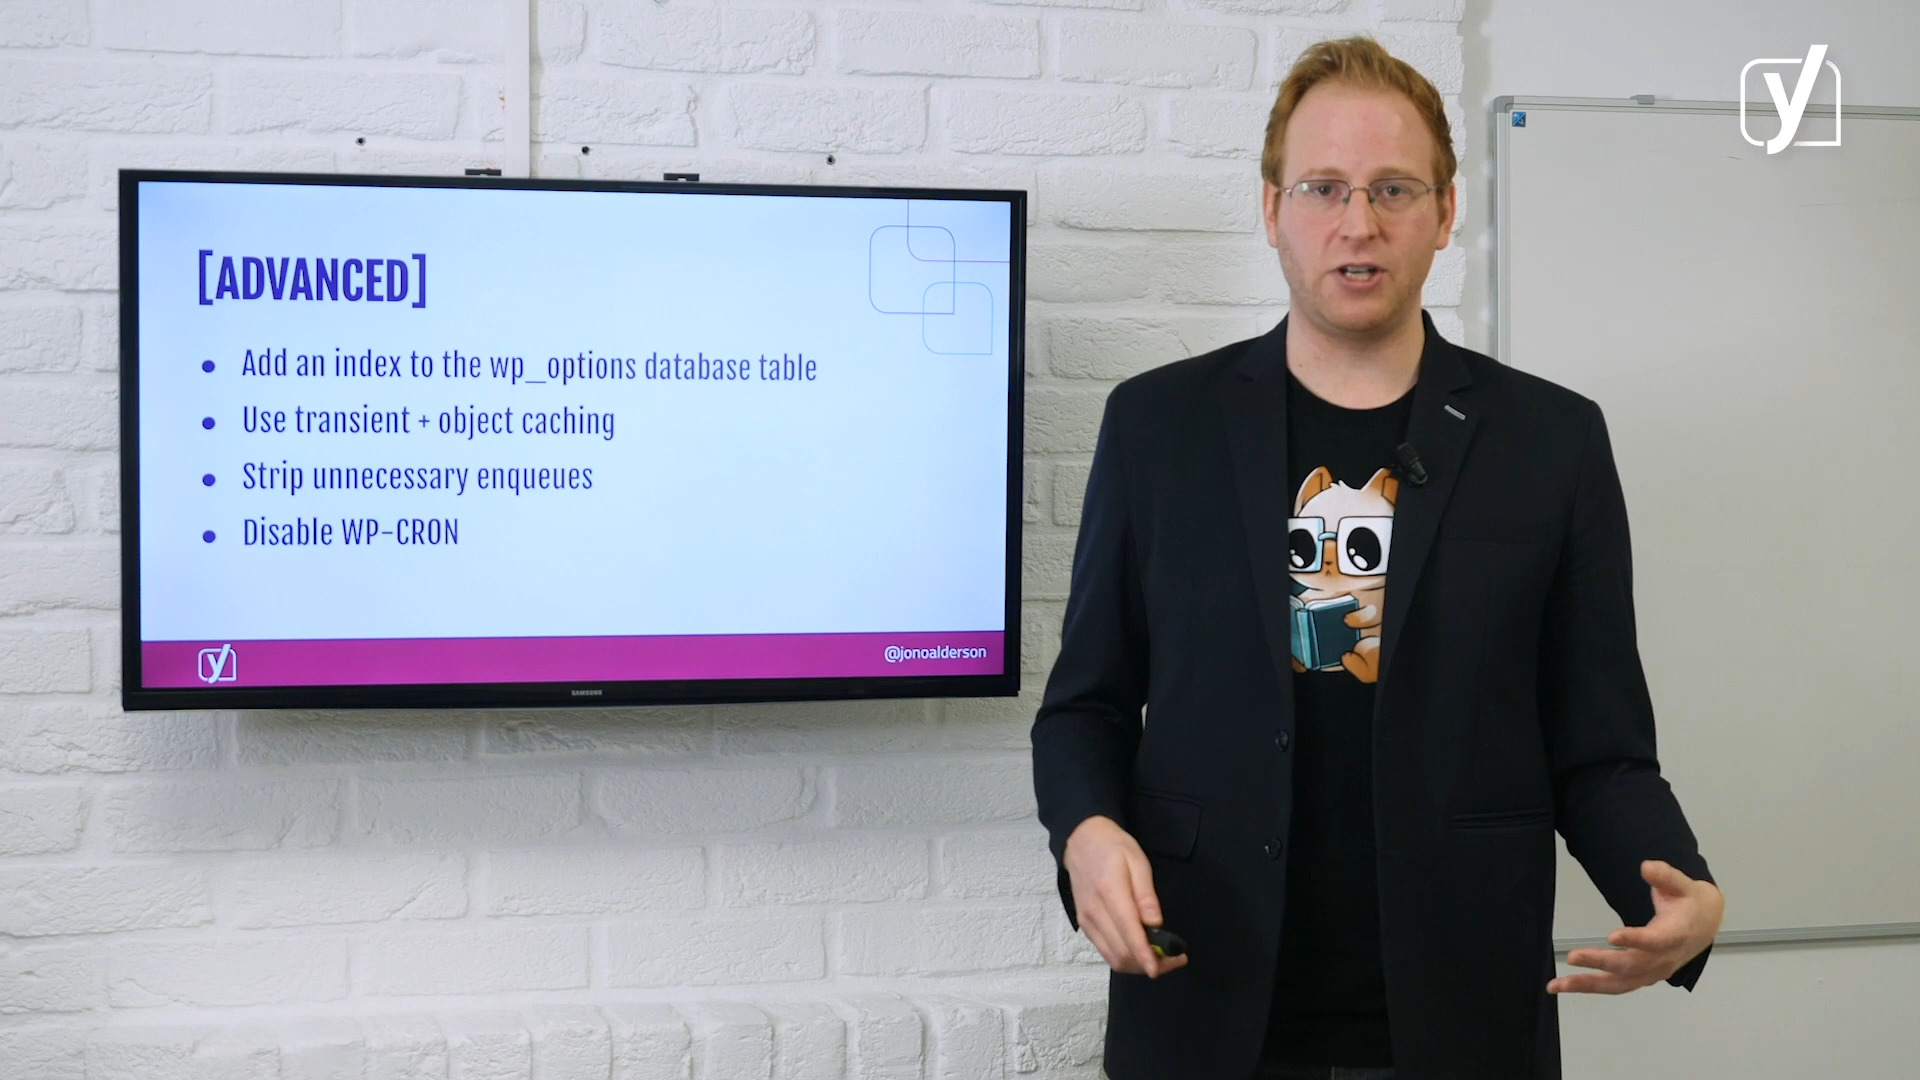 [ADVANCED]
• Add an index to the wp_options database table
• Use transient + object caching
• Strip unnecessary enqueues
• Disable WP-CRON
y
@jonoalderson
SAMSUNG
y